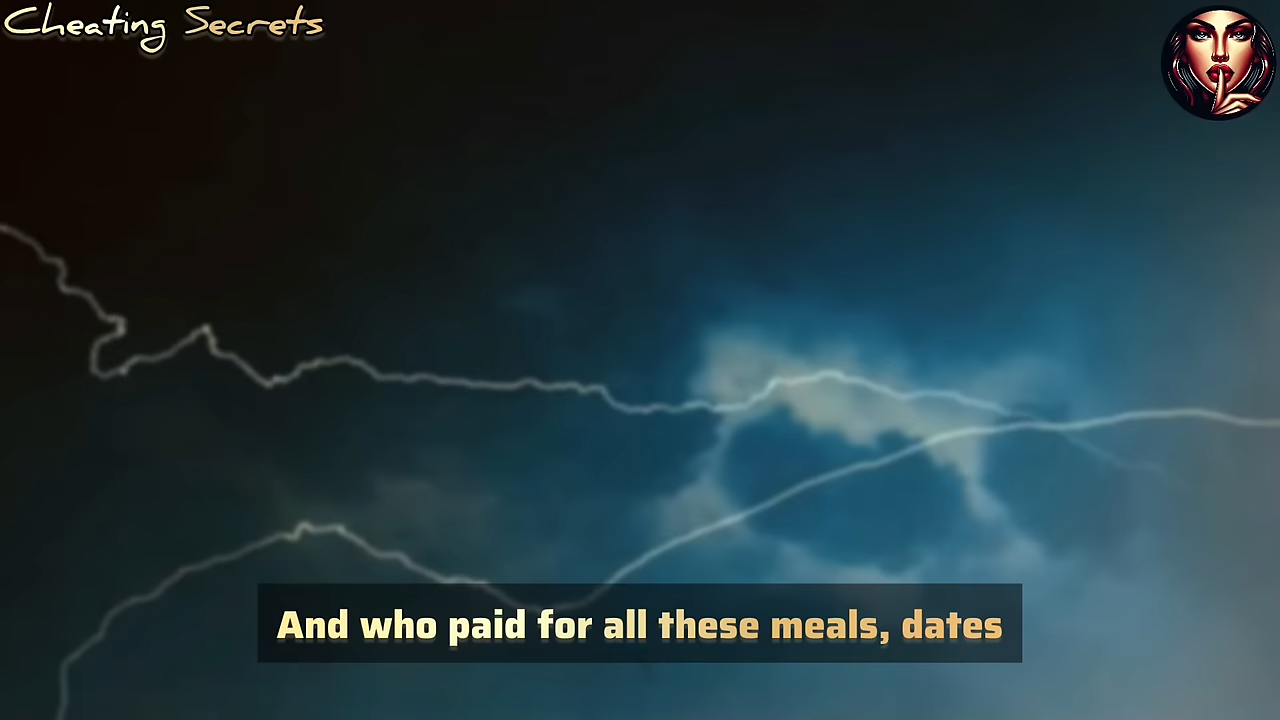 Cheating Secrets
And who paid for all these meals, dates